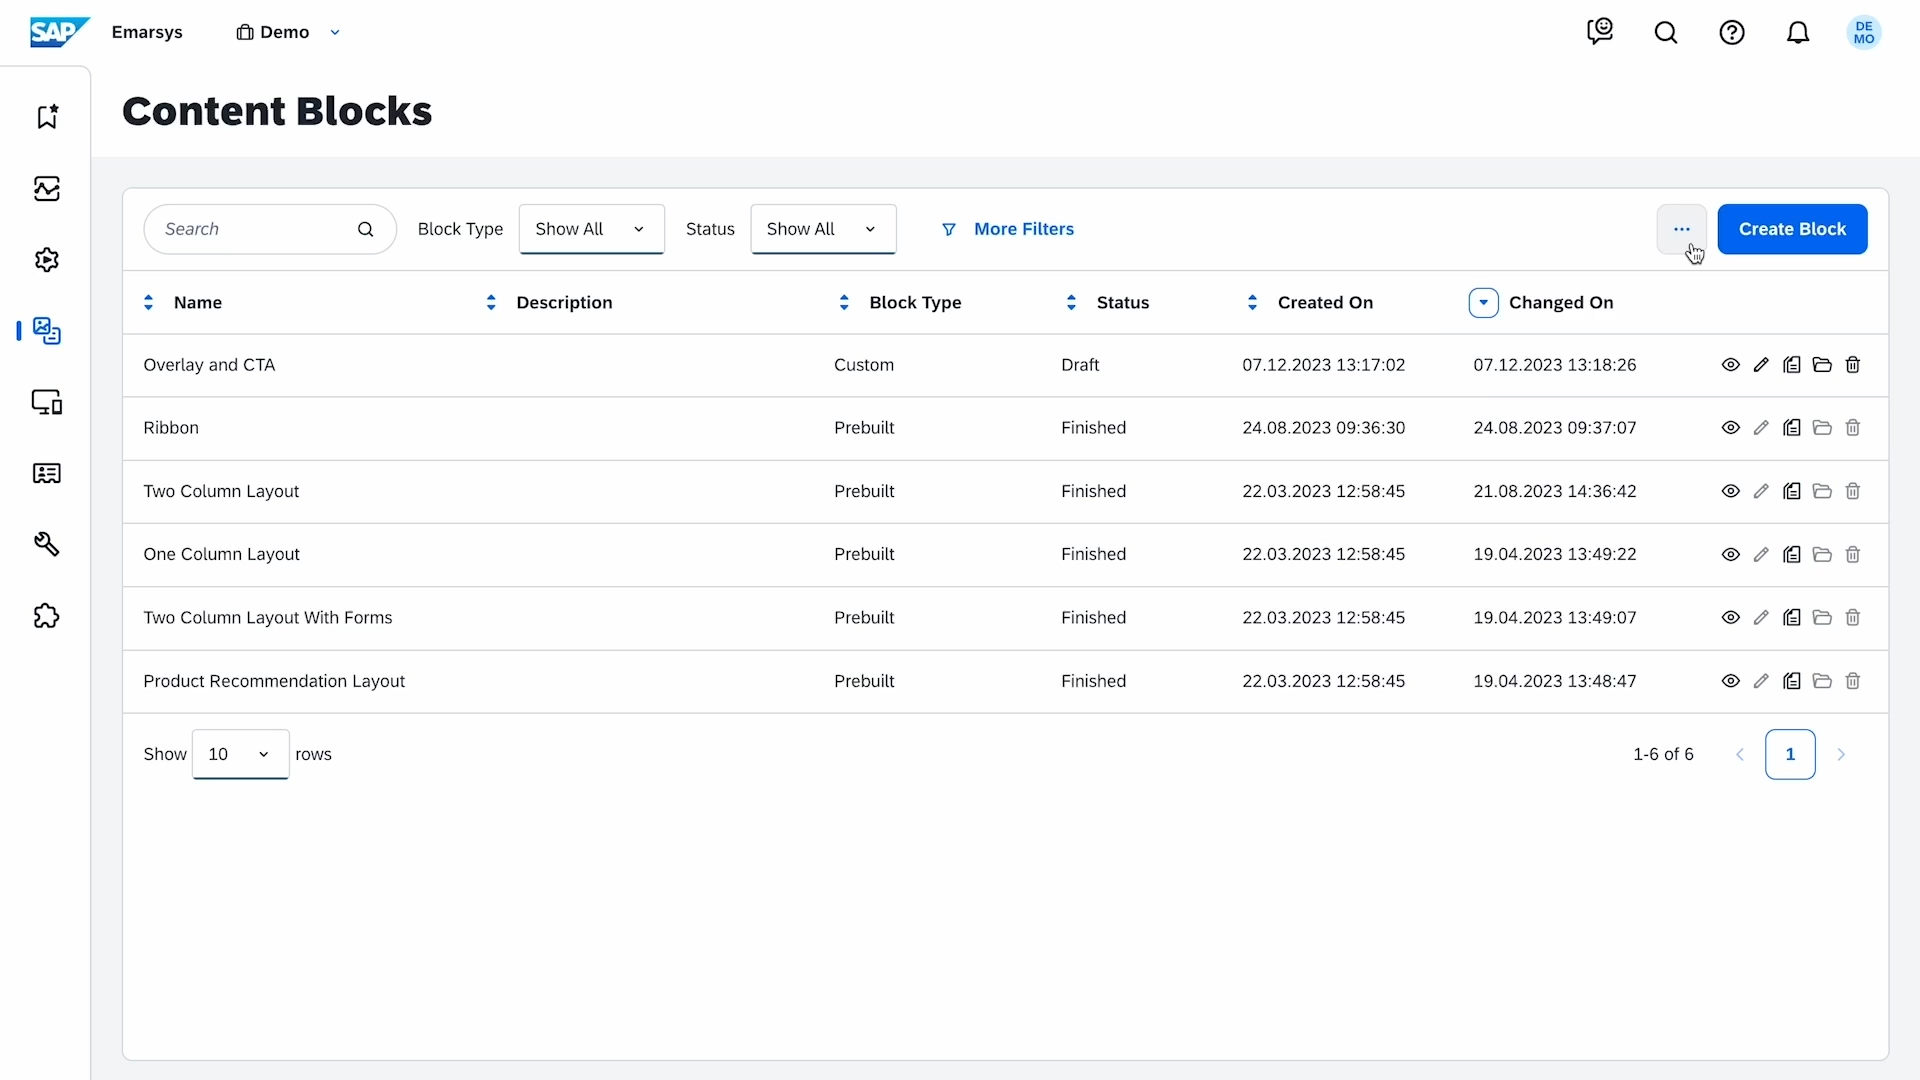 SAP Emarsys Demo DE
MO
Content Blocks
Search Block Type Show All Status Show All More Filters ... Create Block
Name Description Block Type Status Created On Changed On
Overlay and CTA Custom Draft 07.12.2023 13:17:02 07.12.2023 13:18:26
Ribbon Prebuilt Finished 24.08.2023 09:36:30 24.08.2023 09:37:07
Two Column Layout Prebuilt Finished 22.03.2023 12:58:45 21.08.2023 14:36:42
One Column Layout Prebuilt Finished 22.03.2023 12:58:45 19.04.2023 13:49:22
Two Column Layout With Forms Prebuilt Finished 22.03.2023 12:58:45 19.04.2023 13:49:07
Product Recommendation Layout Prebuilt Finished 22.03.2023 12:58:45 19.04.2023 13:48:47
Show 10 rows 1-6 of 6 1